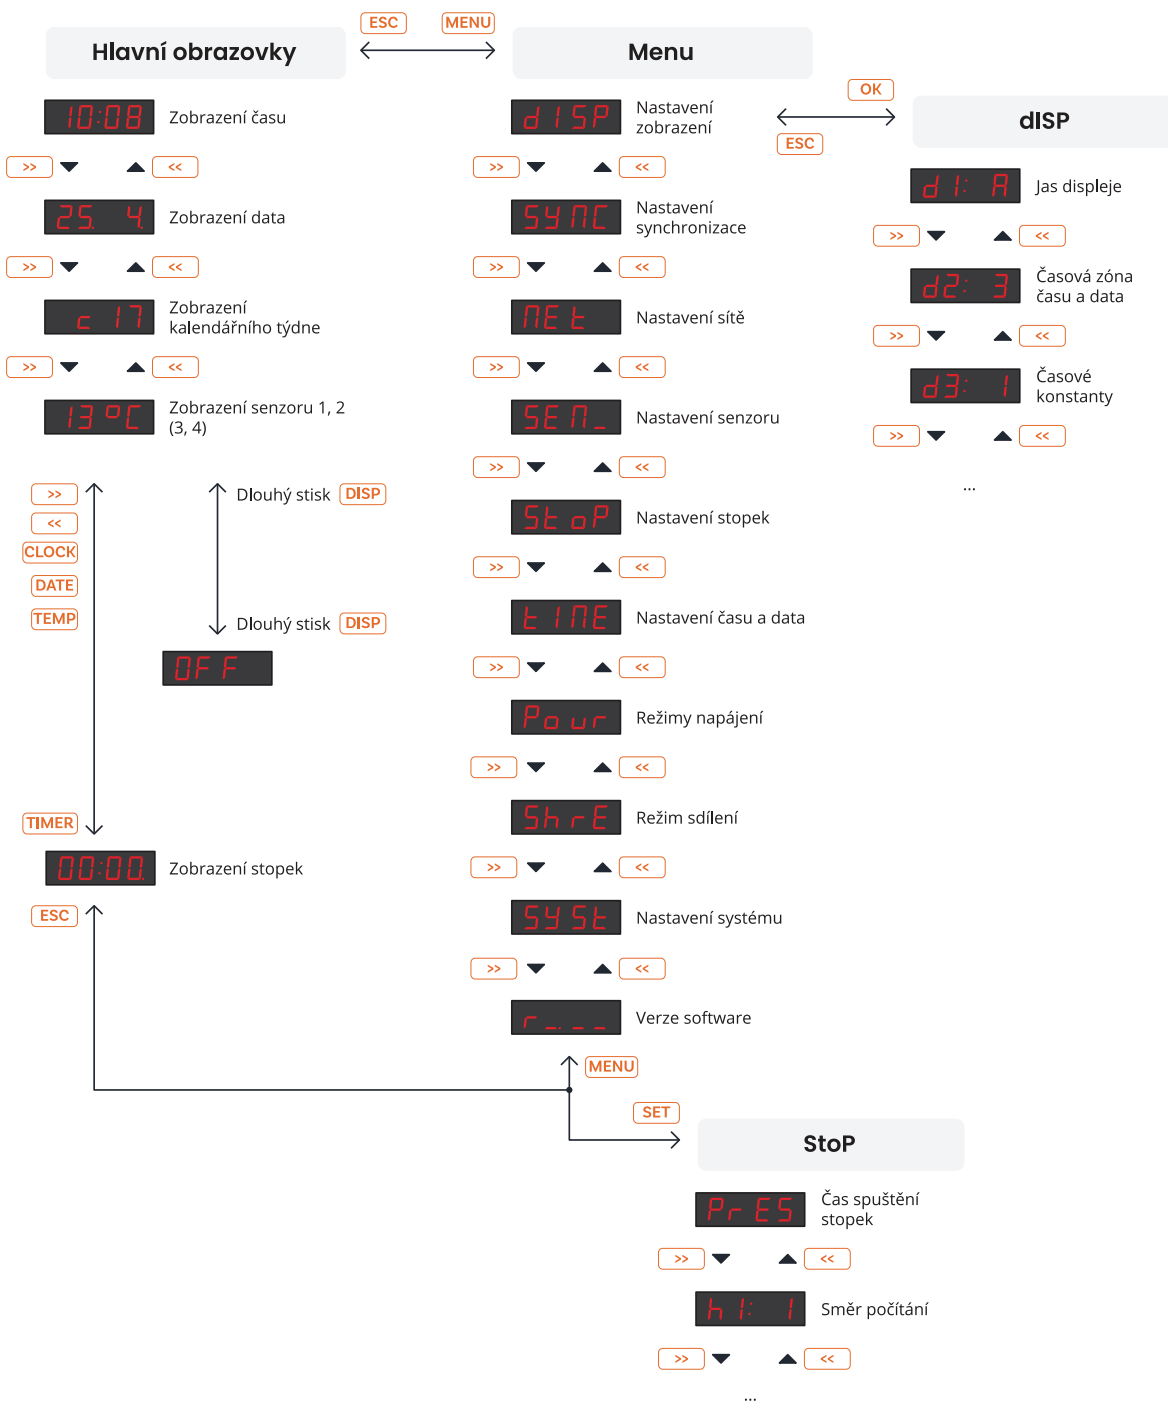 ESC
MENU
Hlavní obrazovky
Menu
OK
ESC
dISP
10:08
Zobrazení času
>>
<<
25. 4.
Zobrazení data
>>
<<
c 17
Zobrazení
kalendářního týdne
>>
<<
13 °C
Zobrazení senzoru 1, 2
(3, 4)
>>
<<
CLOCK
DATE
TEMP
Dlouhý stisk DISP
Dlouhý stisk DISP
OFF
TIMER
00:00.
Zobrazení stopek
ESC
dISP
Nastavení
zobrazení
>>
<<
SYNC
Nastavení
synchronizace
>>
<<
NEt
Nastavení sítě
>>
<<
SEN_
Nastavení senzoru
>>
<<
StoP
Nastavení stopek
>>
<<
tIME
Nastavení času a data
>>
<<
Pour
Režimy napájení
>>
<<
ShrE
Režim sdílení
>>
<<
SYSt
Nastavení systému
>>
<<
r _._ _
Verze software
MENU
d1: A
Jas displeje
>>
<<
d2: 3
Časová zóna
času a data
>>
<<
d3: 1
Časové
konstanty
>>
<<
...
SET
StoP
PrES
Čas spuštění
stopek
>>
<<
h1: 1
Směr počítání
>>
<<
...